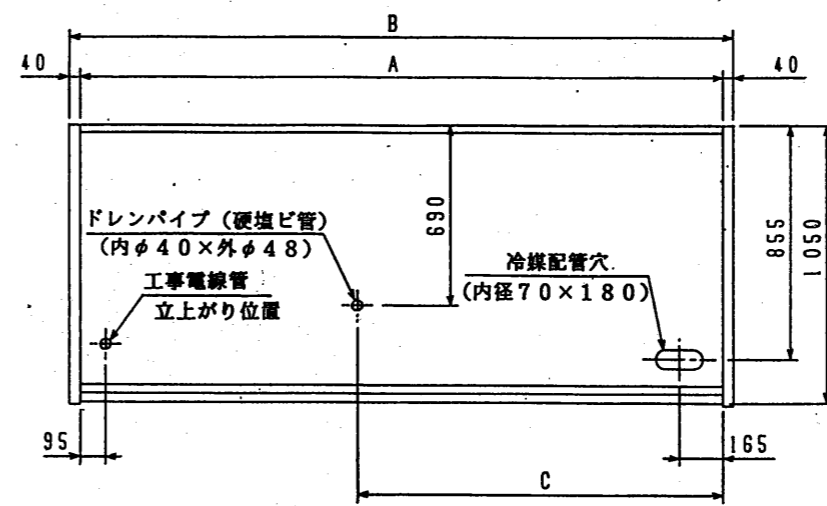 B
40
A
40
ドレンパイプ（硬塩ビ管）
（内φ40×外φ48）
690
工事電線管
立上がり位置
冷媒配管穴
（内径70×180）
855
1050
95
165
C